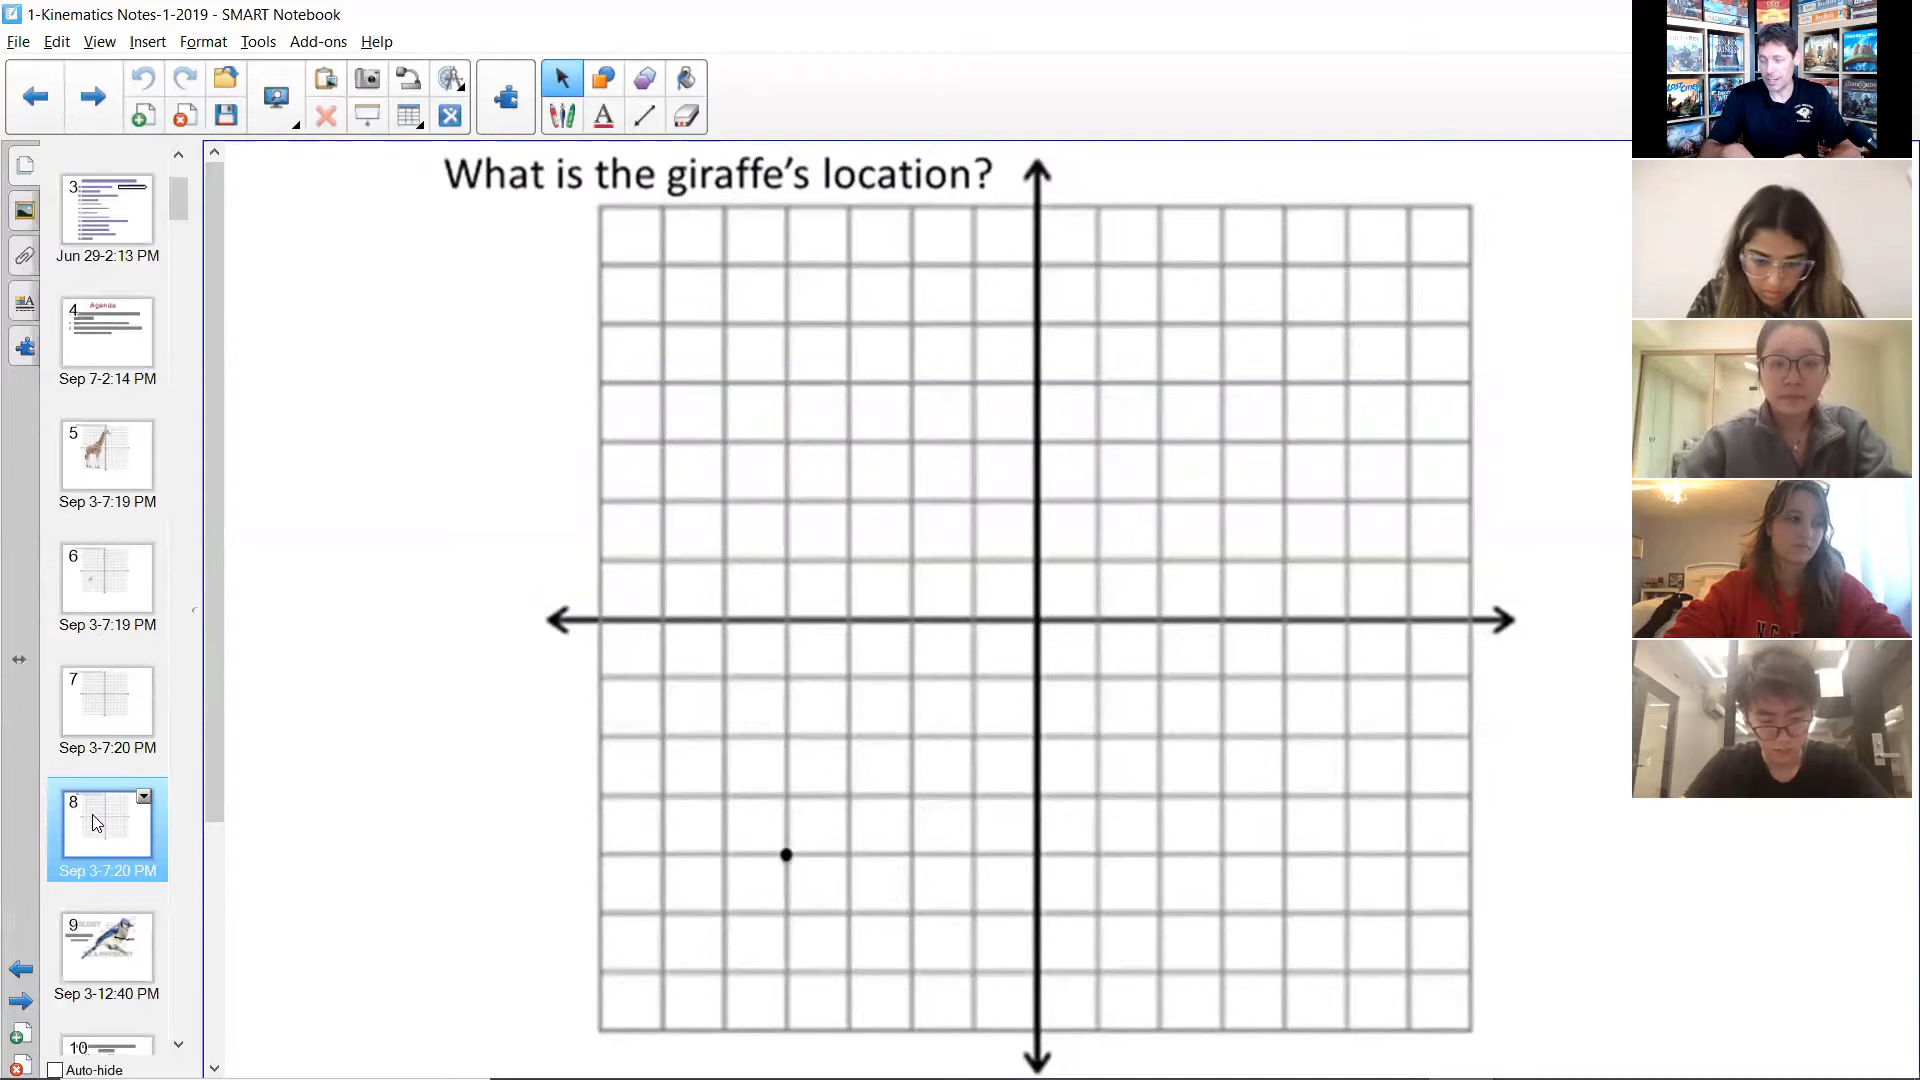 1-Kinematics Notes-1-2019 - SMART Notebook
File Edit View Insert Format Tools Add-ons Help
What is the giraffe's location?
3
Jun 29-2:13 PM
4
Agenda
Sep 7-2:14 PM
5
Sep 3-7:19 PM
6
Sep 3-7:19 PM
7
Sep 3-7:20 PM
8
Sep 3-7:20 PM
9
Sep 3-12:40 PM
10
Auto-hide